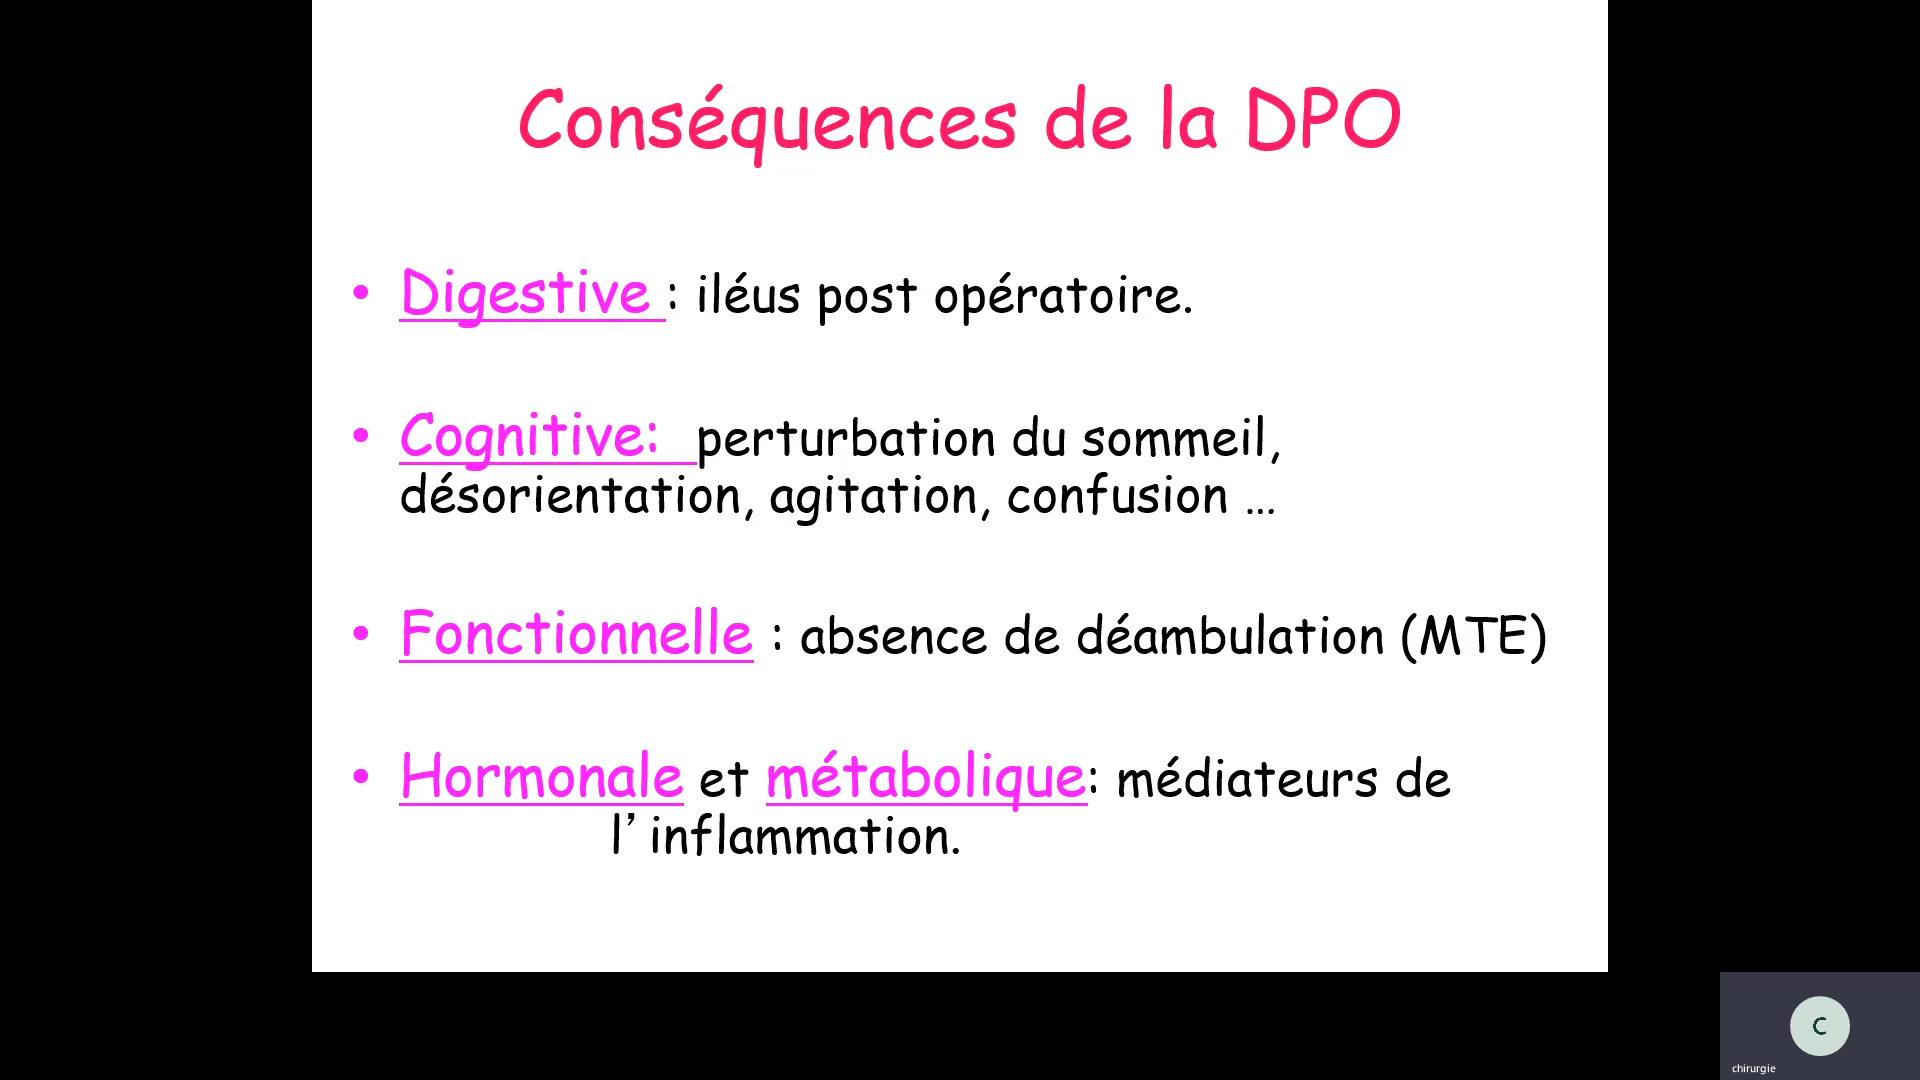 Conséquences de la DPO
• Digestive : iléus post opératoire.
• Cognitive: perturbation du sommeil,
désorientation, agitation, confusion …
• Fonctionnelle : absence de déambulation (MTE)
• Hormonale et métabolique: médiateurs de
l’ inflammation.
C
chirurgie